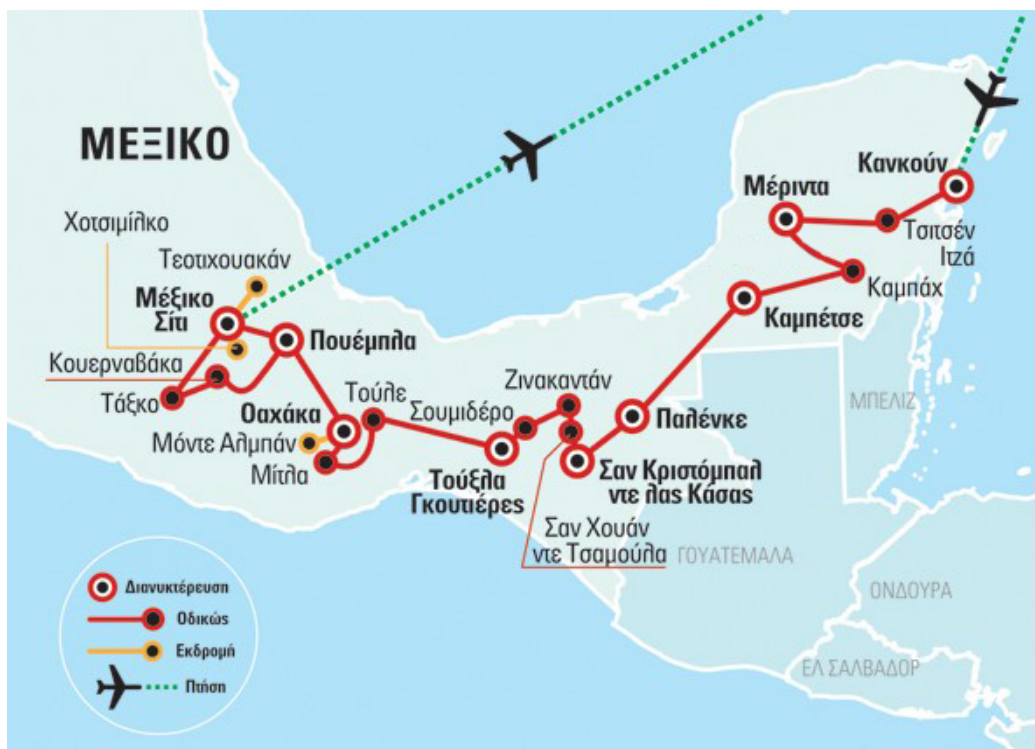 ΜΕΞΙΚΟ
Χοτσιμίλκο
Τεοτιχουακάν
Μέξικο
Σίτι
Πουέμπλα
Κουερναβάκα
Τάξκο
Οαχάκα
Μόντε Αλμπάν
Μίτλα
Τούλε
Σουμιδέρο
Τούξλα
Γκουτιέρες
Ζινακαντάν
Σαν Χουάν
ντε Τσαμούλα
Σαν Κριστόμπαλ
ντε λας Κάσας
Παλένκε
Καμπέτσε
Καμπάχ
Μέριντα
Τσιτσέν
Ιτζά
Κανκούν
ΜΠΕΛΙΖ
ΓΟΥΑΤΕΜΑΛΑ
ΟΝΔΟΥΡΑ
ΕΛ ΣΑΛΒΑΔΟΡ
Διανυκτέρευση
Οδικώς
Εκδρομή
Πτήση